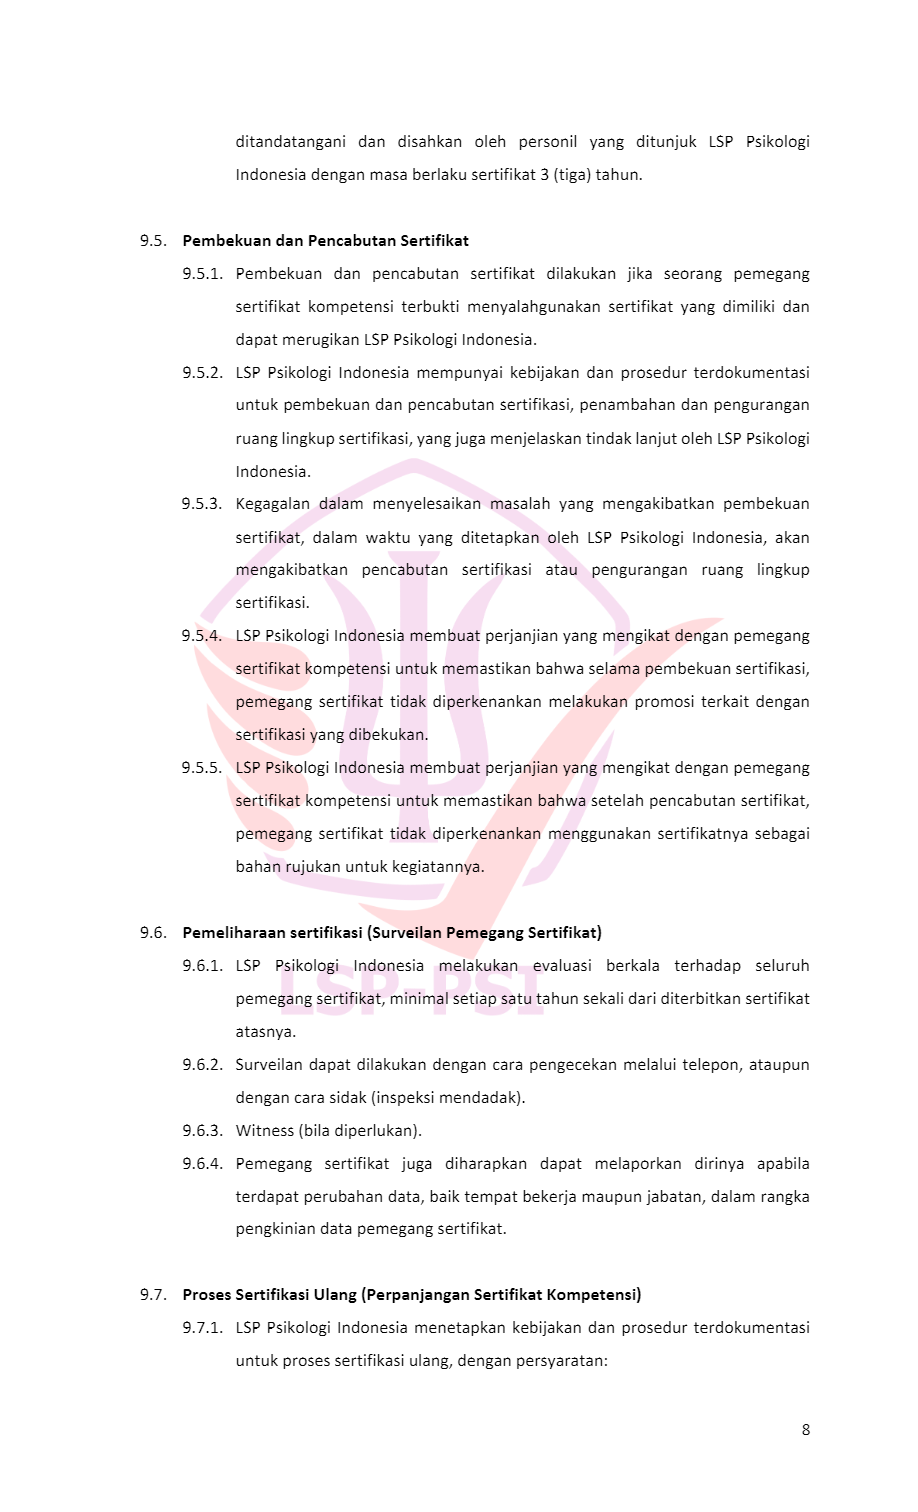 ditandatangani dan disahkan oleh personil yang ditunjuk LSP Psikologi
Indonesia dengan masa berlaku sertifikat 3 (tiga) tahun.
9.5. Pembekuan dan Pencabutan Sertifikat
9.5.1. Pembekuan dan pencabutan sertifikat dilakukan jika seorang pemegang
sertifikat kompetensi terbukti menyalahgunakan sertifikat yang dimiliki dan
dapat merugikan LSP Psikologi Indonesia.
9.5.2. LSP Psikologi Indonesia mempunyai kebijakan dan prosedur terdokumentasi
untuk pembekuan dan pencabutan sertifikasi, penambahan dan pengurangan
ruang lingkup sertifikasi, yang juga menjelaskan tindak lanjut oleh LSP Psikologi
Indonesia.
9.5.3. Kegagalan dalam menyelesaikan masalah yang mengakibatkan pembekuan
sertifikat, dalam waktu yang ditetapkan oleh LSP Psikologi Indonesia, akan
mengakibatkan pencabutan sertifikasi atau pengurangan ruang lingkup
sertifikasi.
9.5.4. LSP Psikologi Indonesia membuat perjanjian yang mengikat dengan pemegang
sertifikat kompetensi untuk memastikan bahwa selama pembekuan sertifikasi,
pemegang sertifikat tidak diperkenankan melakukan promosi terkait dengan
sertifikasi yang dibekukan.
9.5.5. LSP Psikologi Indonesia membuat perjanjian yang mengikat dengan pemegang
sertifikat kompetensi untuk memastikan bahwa setelah pencabutan sertifikat,
pemegang sertifikat tidak diperkenankan menggunakan sertifikatnya sebagai
bahan rujukan untuk kegiatannya.
9.6. Pemeliharaan sertifikasi (Surveilan Pemegang Sertifikat)
9.6.1. LSP Psikologi Indonesia melakukan evaluasi berkala terhadap seluruh
LSP-PSI
pemegang sertifikat, minimal setiap satu tahun sekali dari diterbitkan sertifikat
atasnya.
9.6.2. Surveilan dapat dilakukan dengan cara pengecekan melalui telepon, ataupun
dengan cara sidak (inspeksi mendadak).
9.6.3. Witness (bila diperlukan).
9.6.4. Pemegang sertifikat juga diharapkan dapat melaporkan dirinya apabila
terdapat perubahan data, baik tempat bekerja maupun jabatan, dalam rangka
pengkinian data pemegang sertifikat.
9.7. Proses Sertifikasi Ulang (Perpanjangan Sertifikat Kompetensi)
9.7.1. LSP Psikologi Indonesia menetapkan kebijakan dan prosedur terdokumentasi
untuk proses sertifikasi ulang, dengan persyaratan:
8